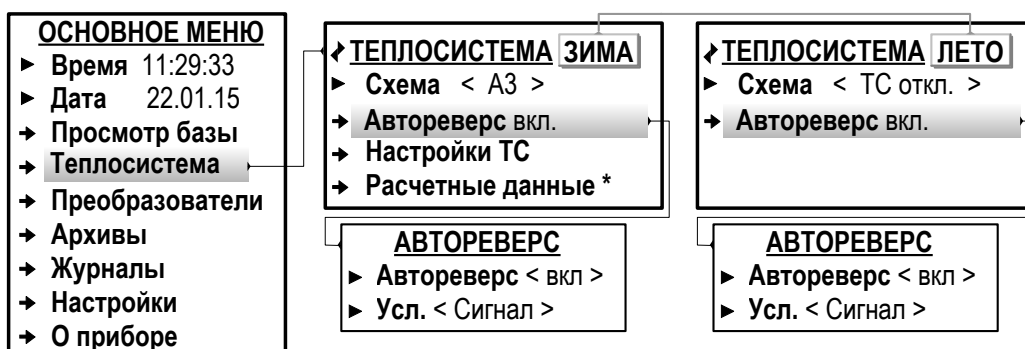 ОСНОВНОЕ МЕНЮ
Время 11:29:33
Дата 22.01.15
Просмотр базы
Теплосистема
Преобразователи
Архивы
Журналы
Настройки
О приборе
ТЕПЛОСИСТЕМА ЗИМА
Схема < А3 >
Автореверс вкл.
Настройки ТС
Расчетные данные *
АВТОРЕВЕРС
Автореверс < вкл >
Усл. < Сигнал >
ТЕПЛОСИСТЕМА ЛЕТО
Схема < ТС откл. >
Автореверс вкл.
АВТОРЕВЕРС
Автореверс < вкл >
Усл. < Сигнал >